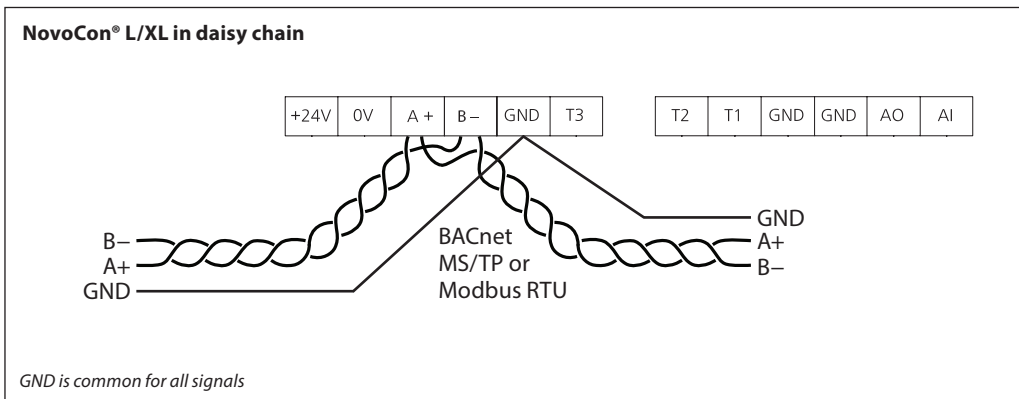 NovoCon® L/XL in daisy chain
+24V 0V A + B – GND T3 T2 T1 GND GND AO AI
GND
B– BACnet A+
A+ MS/TP or B–
GND Modbus RTU
GND is common for all signals